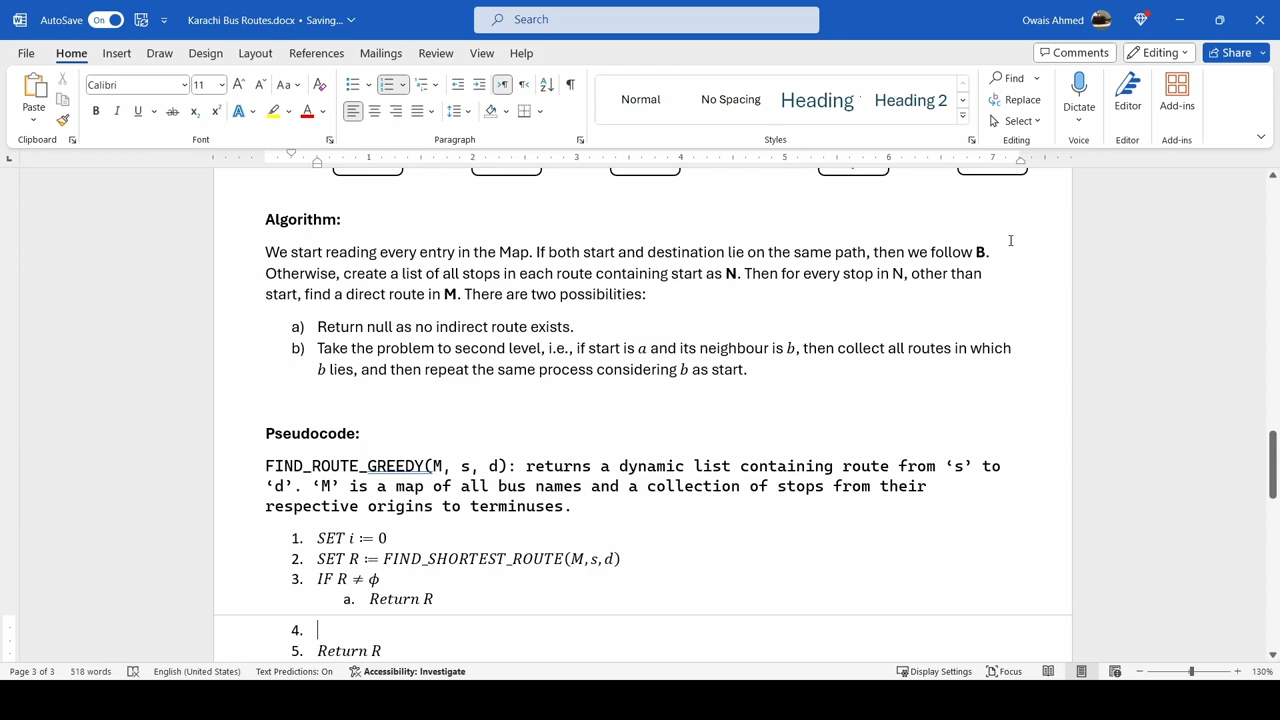 AutoSave On Karachi Bus Routes.docx • Saving... Search Owais Ahmed
File Home Insert Draw Design Layout References Mailings Review View Help Comments Editing Share
Paste Calibri 11 Aa Normal No Spacing Heading Heading 2 Find Replace Select Dictate Editor Add-ins
Clipboard Font Paragraph Styles Editing Voice Editor Add-ins
1 2 3 4 5 6 7
Algorithm:
We start reading every entry in the Map. If both start and destination lie on the same path, then we follow B.
Otherwise, create a list of all stops in each route containing start as N. Then for every stop in N, other than
start, find a direct route in M. There are two possibilities:
a) Return null as no indirect route exists.
b) Take the problem to second level, i.e., if start is a and its neighbour is b, then collect all routes in which
b lies, and then repeat the same process considering b as start.
Pseudocode:
FIND_ROUTE_GREEDY(M, s, d): returns a dynamic list containing route from ‘s’ to
‘d’. ‘M’ is a map of all bus names and a collection of stops from their
respective origins to terminuses.
1. SET i ≔ 0
2. SET R ≔ FIND_SHORTEST_ROUTE(M, s, d)
3. IF R ≠ ϕ
a. Return R
4.
5. Return R
Page 3 of 3 518 words English (United States) Text Predictions: On Accessibility: Investigate Display Settings Focus 130%